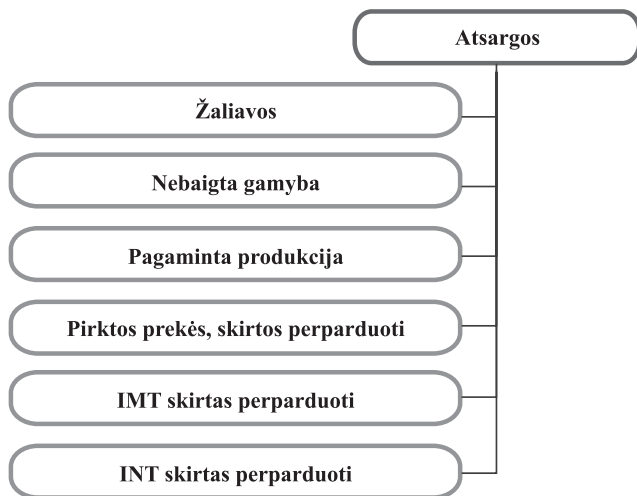 Atsargos
Žaliavos
Nebaigta gamyba
Pagaminta produkcija
Pirktos prekės, skirtos perparduoti
IMT skirtas perparduoti
INT skirtas perparduoti